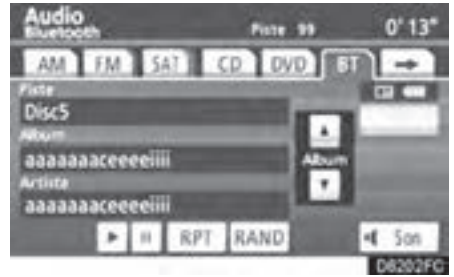 Audio
Bluetooth
Piste 99
0' 13"
AM FM SAT CD DVD BT
Piste
Disc5
Album
aaaaaaaceeeeiiii
Artiste
aaaaaaaceeeeiiii
Album
RPT RAND
Son
D8202FC